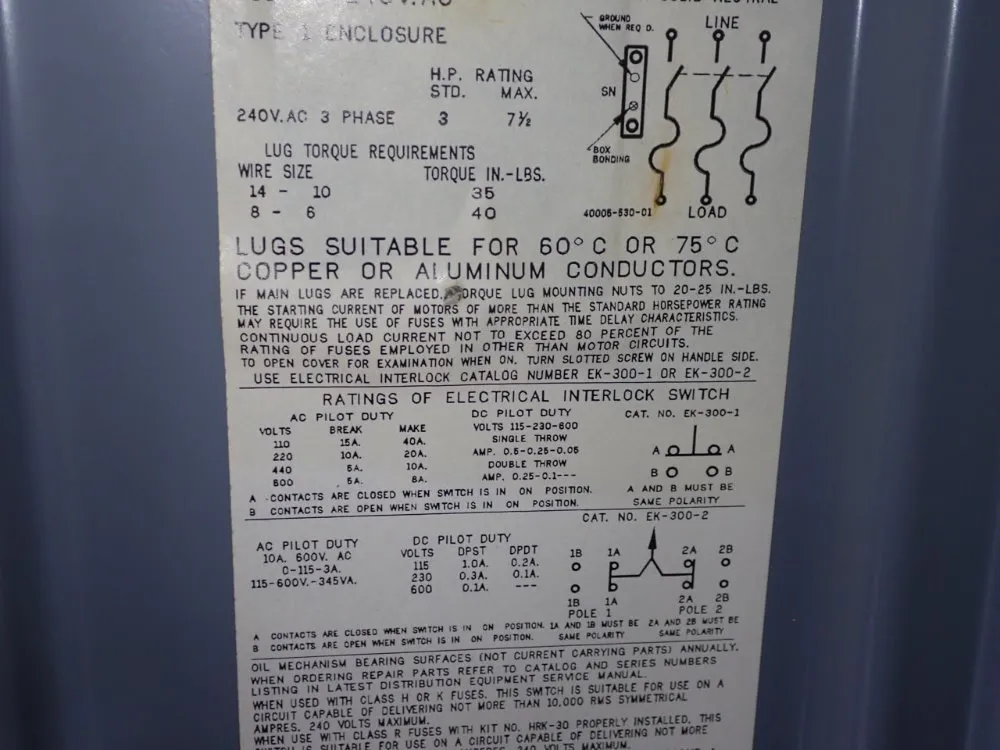 TYPE 1 ENCLOSURE
H.P. RATING
STD. MAX.
240V.AC 3 PHASE 3 7½
LUG TORQUE REQUIREMENTS
WIRE SIZE TORQUE IN.-LBS.
14 - 10 35
8 - 6 40
NEUTRAL
GROUND
WHEN REQ D.
LINE
SN
BOX
BONDING
40005-530-01 LOAD
LUGS SUITABLE FOR 60°C OR 75°C
COPPER OR ALUMINUM CONDUCTORS.
IF MAIN LUGS ARE REPLACED, TORQUE LUG MOUNTING NUTS TO 20-25 IN.-LBS.
THE STARTING CURRENT OF MOTORS OF MORE THAN THE STANDARD HORSEPOWER RATING
MAY REQUIRE THE USE OF FUSES WITH APPROPRIATE TIME DELAY CHARACTERISTICS.
CONTINUOUS LOAD CURRENT NOT TO EXCEED 80 PERCENT OF THE
RATING OF FUSES EMPLOYED IN OTHER THAN MOTOR CIRCUITS.
TO OPEN COVER FOR EXAMINATION WHEN ON, TURN SLOTTED SCREW ON HANDLE SIDE.
USE ELECTRICAL INTERLOCK CATALOG NUMBER EK-300-1 OR EK-300-2
RATINGS OF ELECTRICAL INTERLOCK SWITCH
AC PILOT DUTY
VOLTS BREAK MAKE
110 15A. 40A.
220 10A. 20A.
440 5A. 10A.
600 5A. 8A.
DC PILOT DUTY
VOLTS 115-230-600
SINGLE THROW
AMP. 0.5-0.25-0.05
DOUBLE THROW
AMP. 0.25-0.1---
CAT. NO. EK-300-1
A A
B B
A AND B MUST BE
SAME POLARITY
A CONTACTS ARE CLOSED WHEN SWITCH IS IN ON POSITION.
B CONTACTS ARE OPEN WHEN SWITCH IS IN ON POSITION.
CAT. NO. EK-300-2
AC PILOT DUTY
10A. 600V. AC
0-115-3A.
115-600V.-345VA.
DC PILOT DUTY
VOLTS DPST DPDT
115 1.0A. 0.2A.
230 0.3A. 0.1A.
600 0.1A. ---
1B 1A 2A 2B
1B 1A 2A 2B
POLE 1 POLE 2
A CONTACTS ARE CLOSED WHEN SWITCH IS IN ON POSITION. 1A AND 1B MUST BE 2A AND 2B MUST BE
B CONTACTS ARE OPEN WHEN SWITCH IS IN ON POSITION. SAME POLARITY SAME POLARITY
OIL MECHANISM BEARING SURFACES (NOT CURRENT CARRYING PARTS) ANNUALLY.
WHEN ORDERING REPAIR PARTS REFER TO CATALOG AND SERIES NUMBERS
LISTING IN LATEST DISTRIBUTION EQUIPMENT SERVICE MANUAL.
WHEN USED WITH CLASS H OR K FUSES, THIS SWITCH IS SUITABLE FOR USE ON A
CIRCUIT CAPABLE OF DELIVERING NOT MORE THAN 10,000 RMS SYMMETRICAL
AMPRES, 240 VOLTS MAXIMUM.
WHEN USE WITH CLASS R FUSES WITH KIT NO. HRK-30 PROPERLY INSTALLED, THIS
SWITCH IS SUITABLE FOR USE ON A CIRCUIT CAPABLE OF DELIVERING NOT MORE
240 VOLTS MAXIMUM.